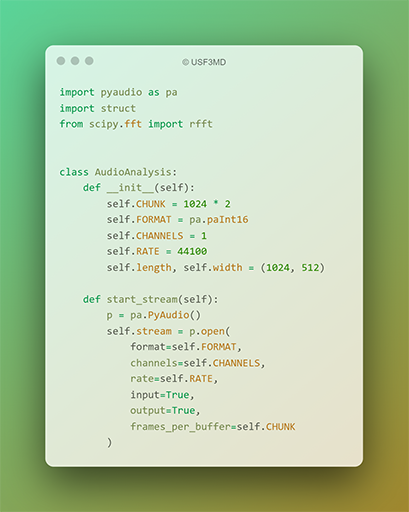 © USF3MD
import pyaudio as pa
import struct
from scipy.fft import rfft
class AudioAnalysis:
    def __init__(self):
        self.CHUNK = 1024 * 2
        self.FORMAT = pa.paInt16
        self.CHANNELS = 1
        self.RATE = 44100
        self.length, self.width = (1024, 512)
    def start_stream(self):
        p = pa.PyAudio()
        self.stream = p.open(
            format=self.FORMAT,
            channels=self.CHANNELS,
            rate=self.RATE,
            input=True,
            output=True,
            frames_per_buffer=self.CHUNK
        )